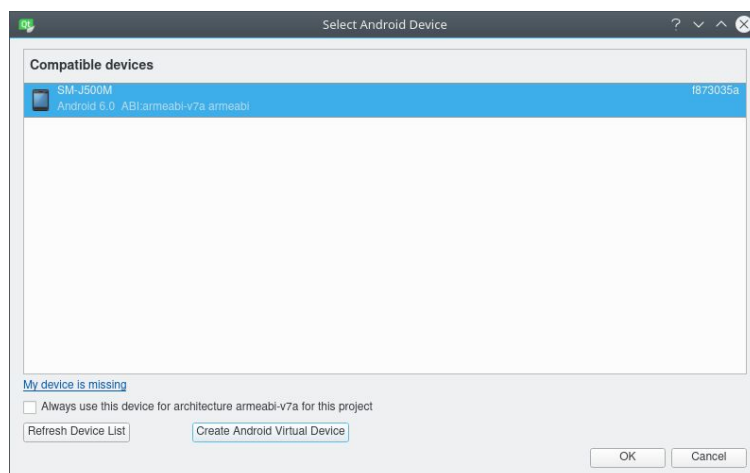 Qt
Select Android Device
?
Compatible devices
SM-J500M
f873035a
Android 6.0 ABI:armeabi-v7a armeabi
My device is missing
Always use this device for architecture armeabi-v7a for this project
Refresh Device List
Create Android Virtual Device
OK
Cancel